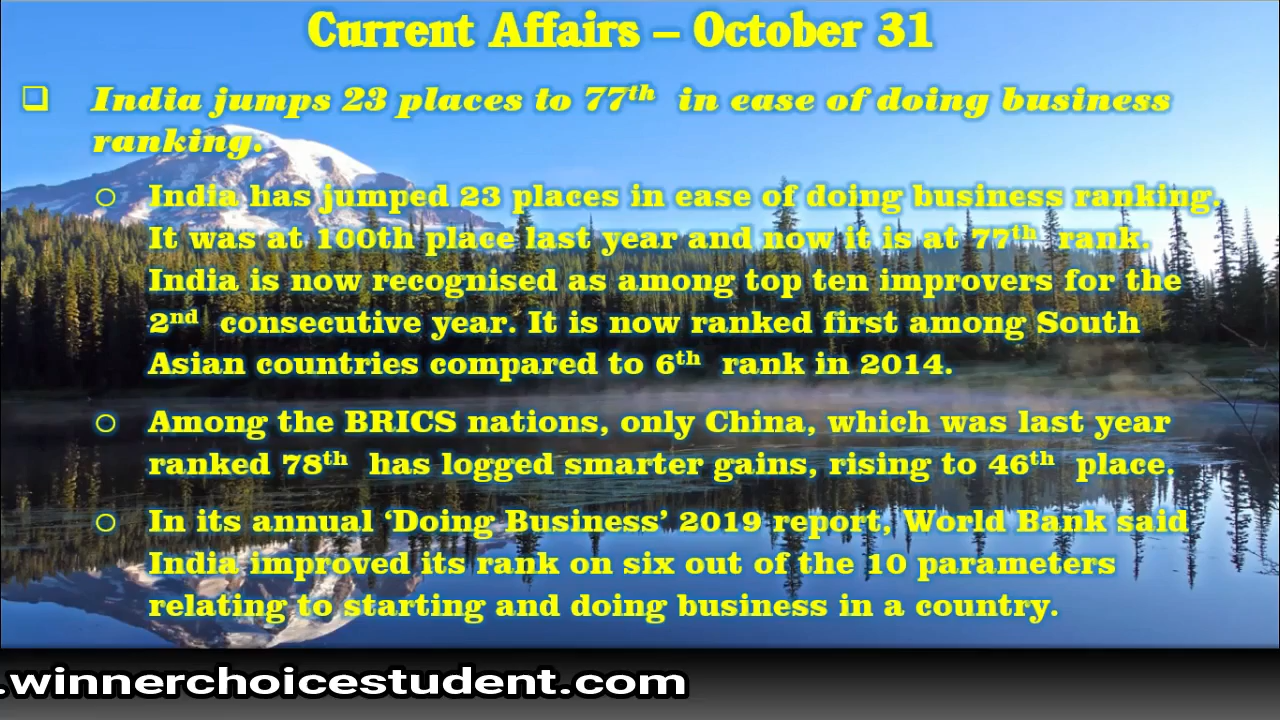 Current Affairs – October 31
❑ India jumps 23 places to 77th in ease of doing business
ranking.
○ India has jumped 23 places in ease of doing business ranking.
It was at 100th place last year and now it is at 77th rank.
India is now recognised as among top ten improvers for the
2nd consecutive year. It is now ranked first among South
Asian countries compared to 6th rank in 2014.
○ Among the BRICS nations, only China, which was last year
ranked 78th has logged smarter gains, rising to 46th place.
○ In its annual ‘Doing Business’ 2019 report, World Bank said
India improved its rank on six out of the 10 parameters
relating to starting and doing business in a country.
.winnerchoicestudent.com